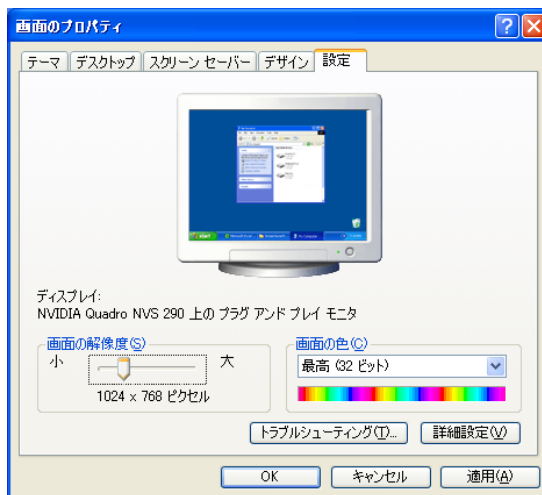 画面のプロパティ
テーマ デスクトップ スクリーン セーバー デザイン 設定
ディスプレイ:
NVIDIA Quadro NVS 290 上の プラグ アンド プレイ モニタ
画面の解像度(S)
小 大
1024 x 768 ピクセル
画面の色(C)
最高 (32 ビット)
トラブルシューティング(T)... 詳細設定(V)
OK キャンセル 適用(A)